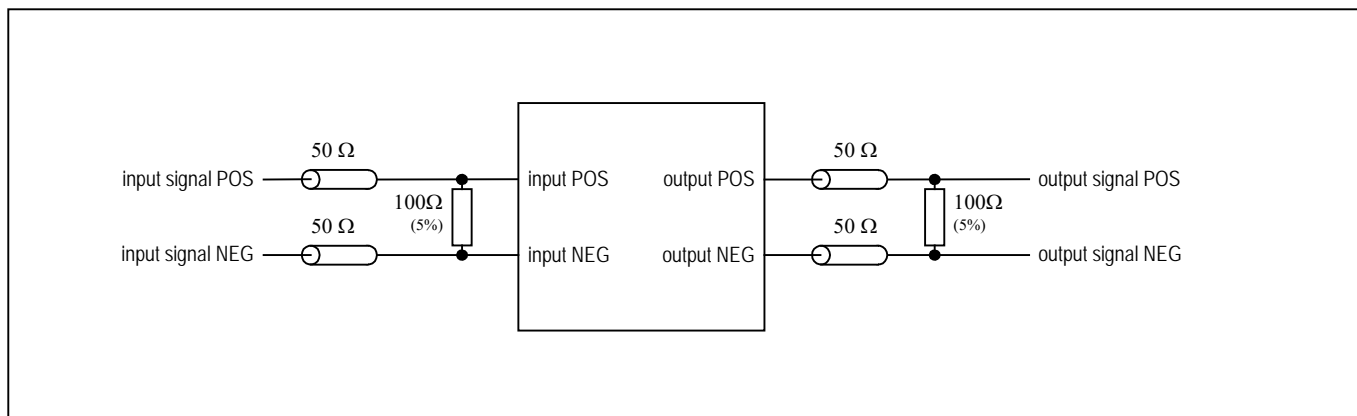 50 Ω 50 Ω
input signal POS input POS output POS output signal POS
100Ω 100Ω
(5%) (5%)
50 Ω 50 Ω
input signal NEG input NEG output NEG output signal NEG